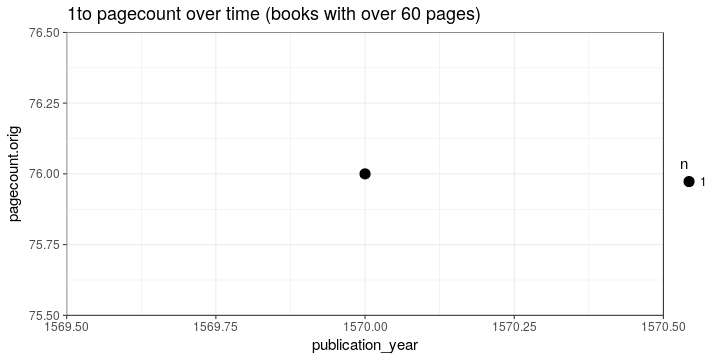 1to pagecount over time (books with over 60 pages)
76.50
76.25
76.00
75.75
75.50
pagecount.orig
1569.50 1569.75 1570.00 1570.25 1570.50
publication_year
n
1